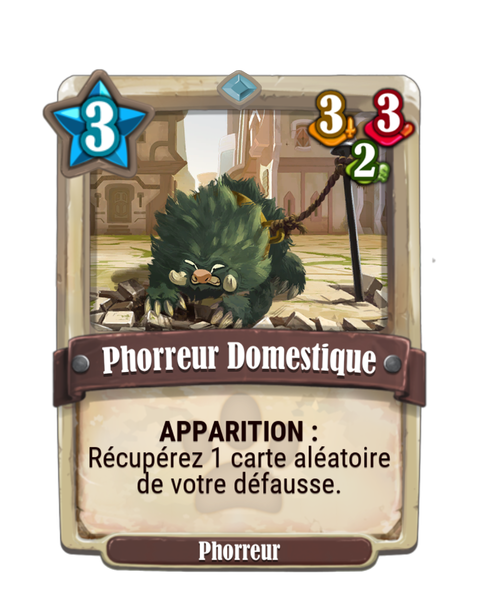 3
3
3
2
Phorreur Domestique
APPARITION :
Récupérez 1 carte aléatoire
de votre défausse.
Phorreur